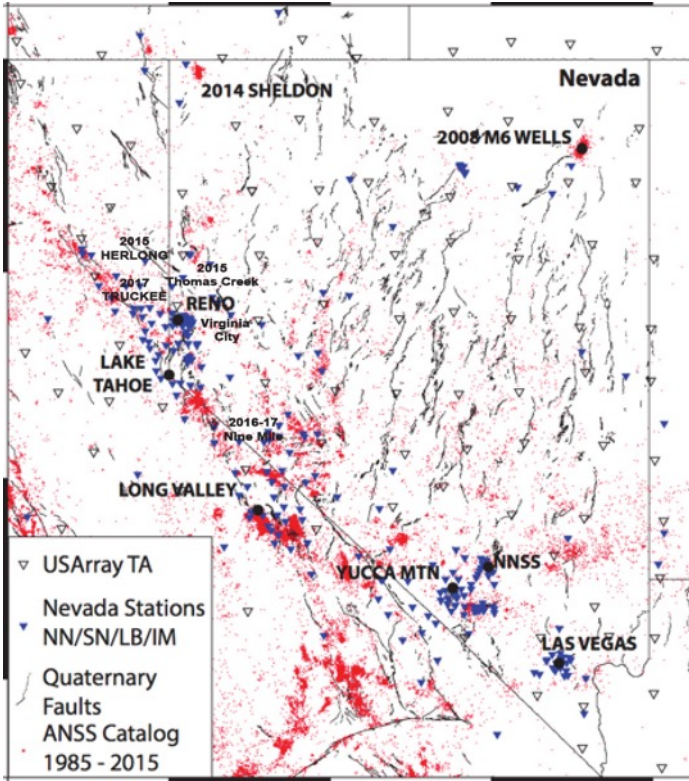 Nevada
2014 SHELDON
2008 M6 WELLS
2015
HERLONG
2015
Thomas Creek
2017
TRUCKEE
RENO
Virginia
City
LAKE
TAHOE
2016-17
Nine Mile
LONG VALLEY
YUCCA MTN
NNSS
LAS VEGAS
USArray TA
Nevada Stations
NN/SN/LB/IM
Quaternary
Faults
ANSS Catalog
1985 - 2015